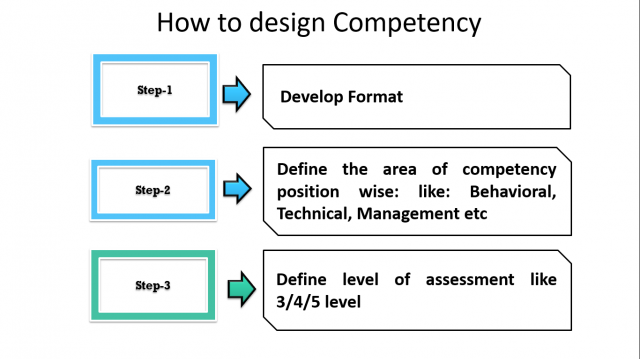 How to design Competency
Step-1
Develop Format
Step-2
Define the area of competency
position wise: like: Behavioral,
Technical, Management etc
Step-3
Define level of assessment like
3/4/5 level